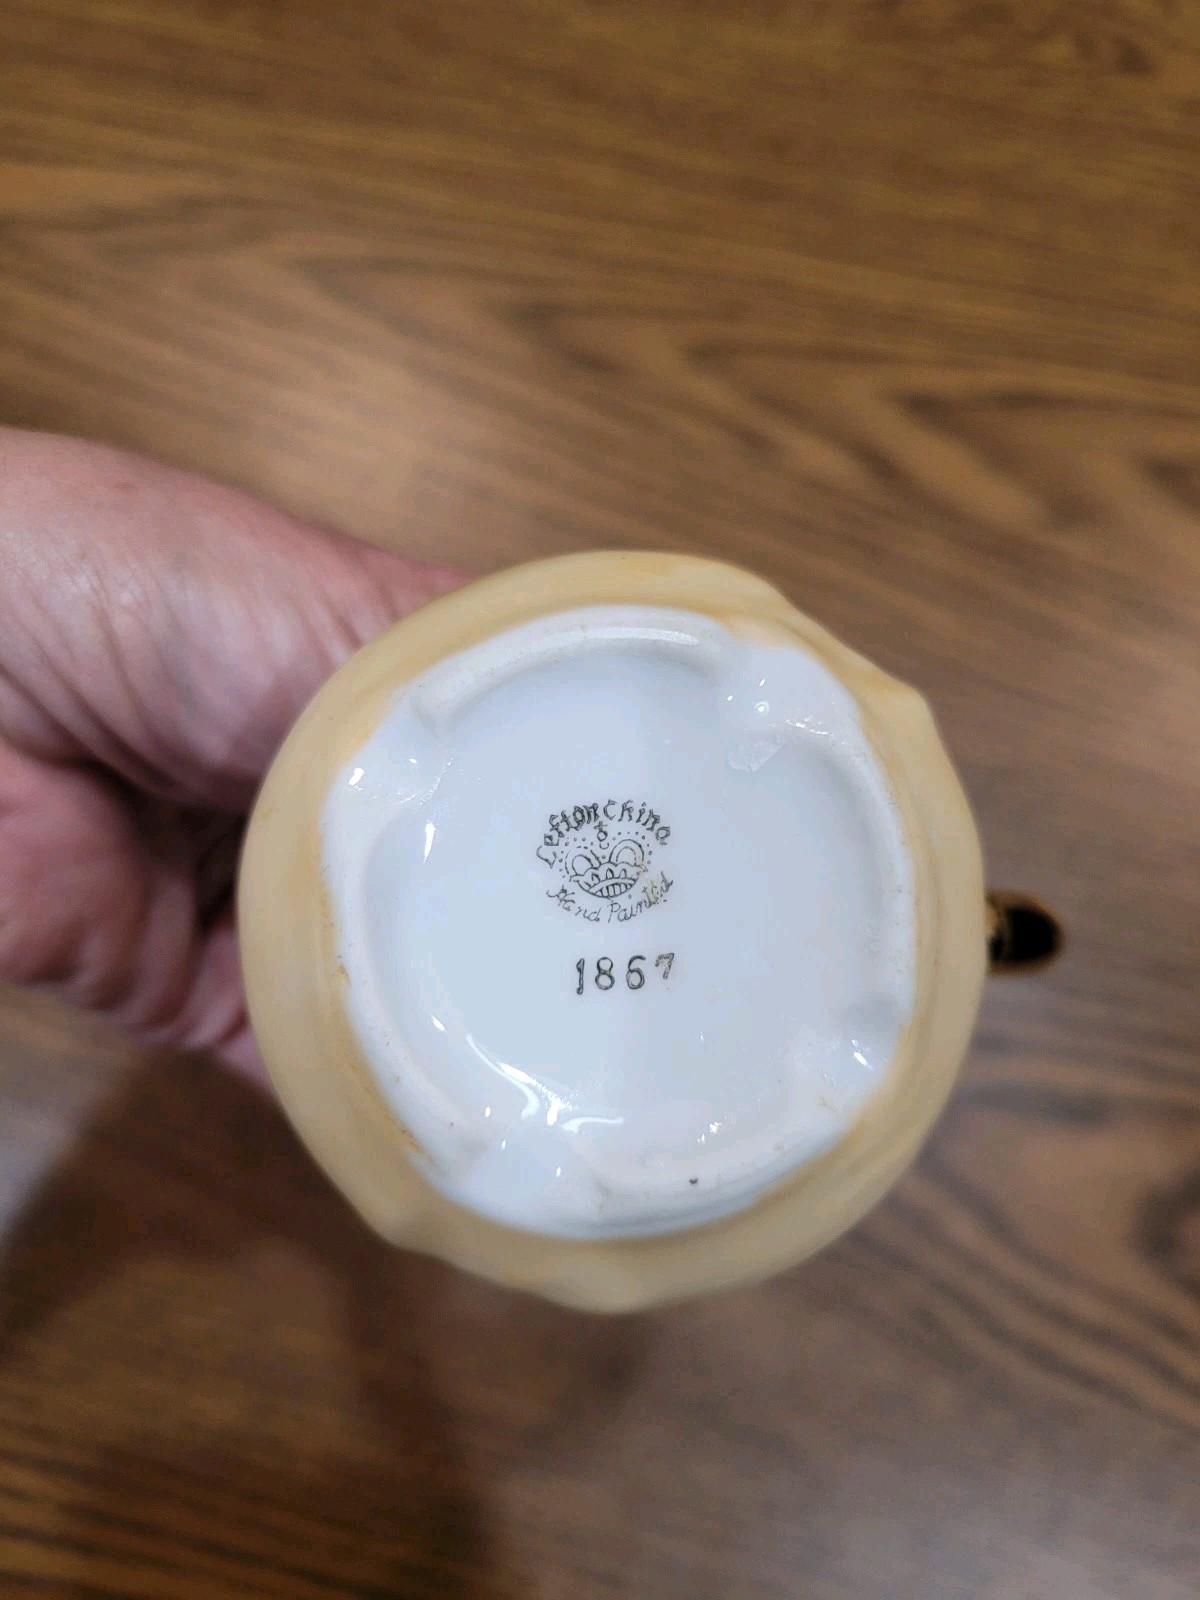 Lefton China
Hand Painted
1867